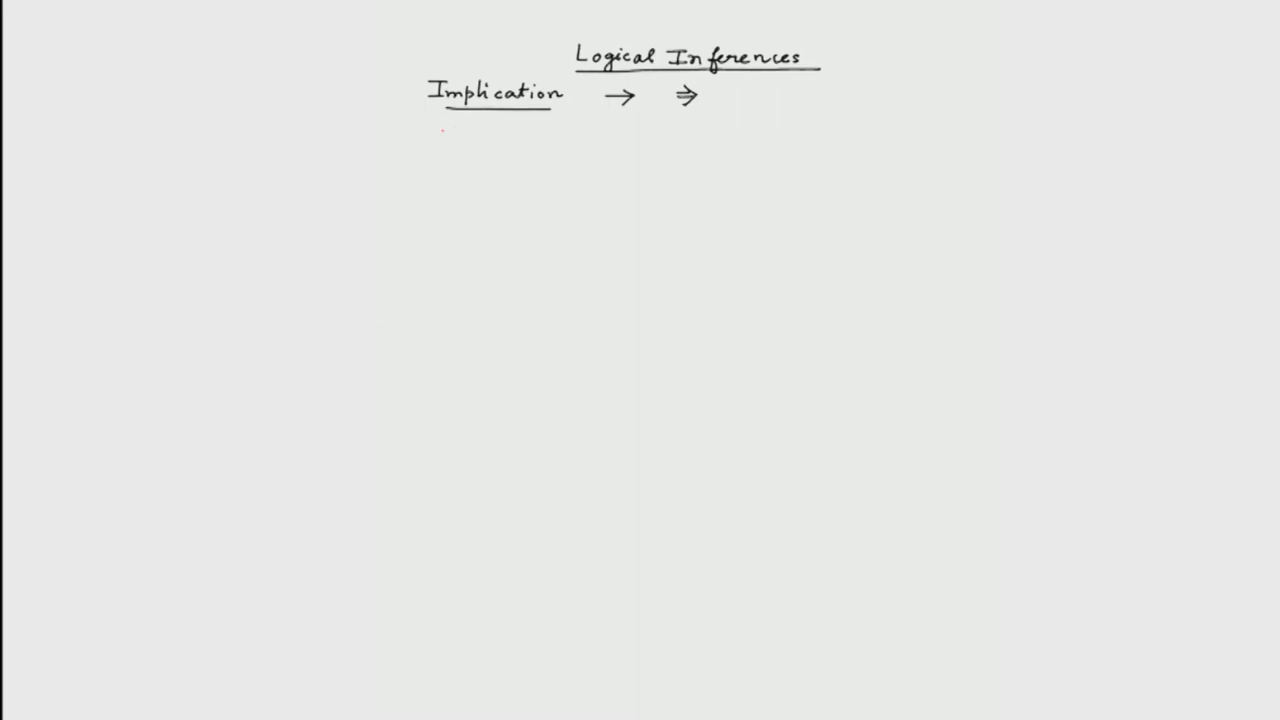 Logical Inferences
Implication → ⇒